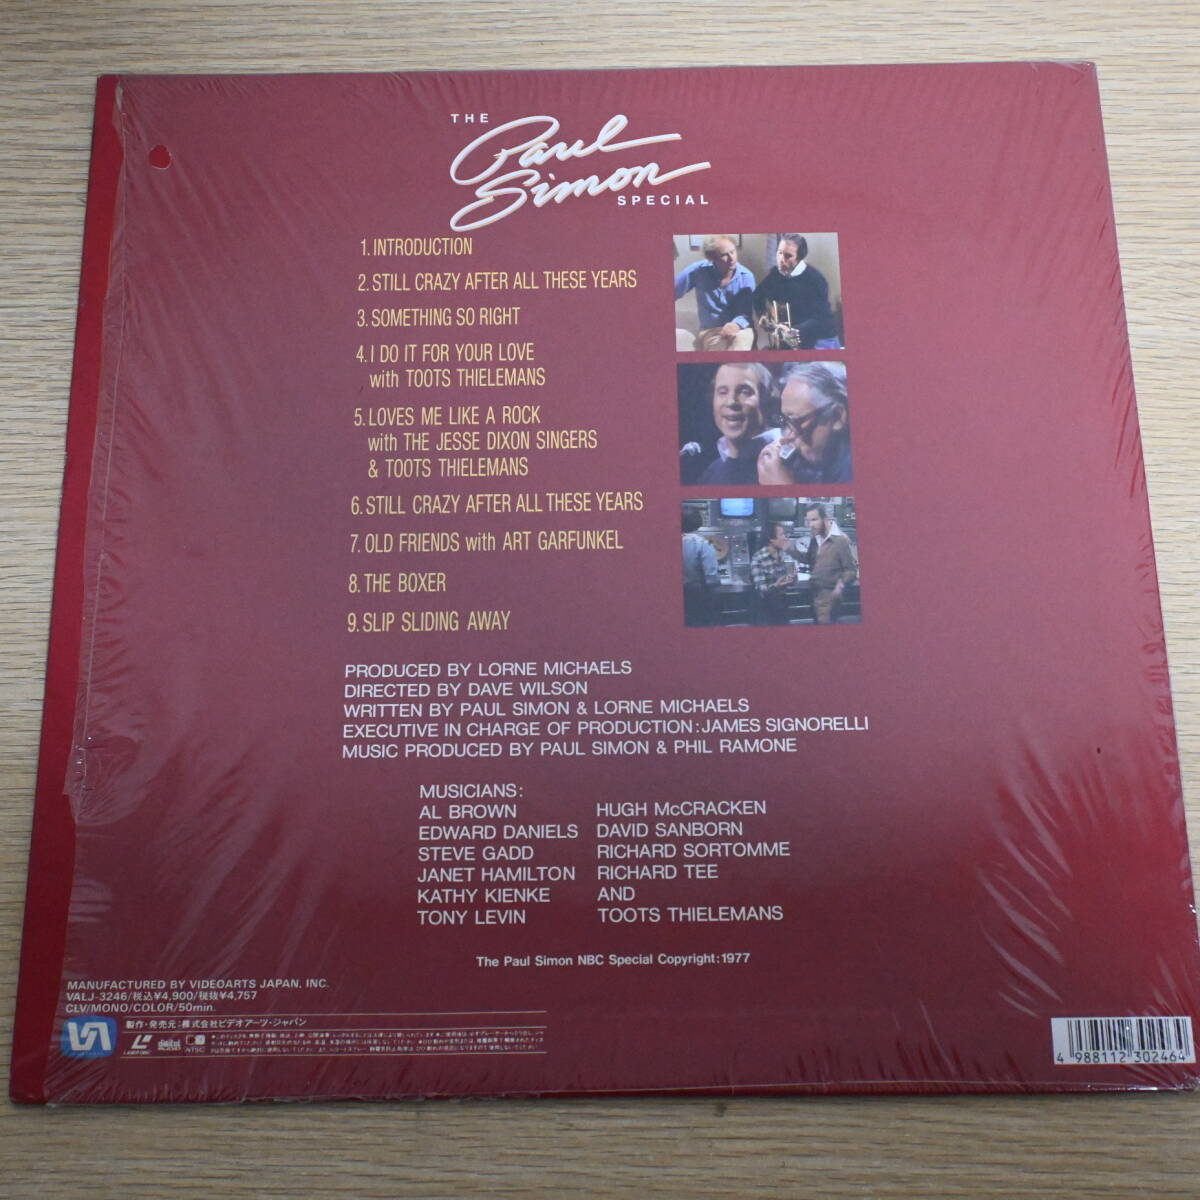 THE
Paul
Simon
SPECIAL
1. INTRODUCTION
2. STILL CRAZY AFTER ALL THESE YEARS
3. SOMETHING SO RIGHT
4. I DO IT FOR YOUR LOVE
with TOOTS THIELEMANS
5. LOVES ME LIKE A ROCK
with THE JESSE DIXON SINGERS
& TOOTS THIELEMANS
6. STILL CRAZY AFTER ALL THESE YEARS
7. OLD FRIENDS with ART GARFUNKEL
8. THE BOXER
9. SLIP SLIDING AWAY
PRODUCED BY LORNE MICHAELS
DIRECTED BY DAVE WILSON
WRITTEN BY PAUL SIMON & LORNE MICHAELS
EXECUTIVE IN CHARGE OF PRODUCTION: JAMES SIGNORELLI
MUSIC PRODUCED BY PAUL SIMON & PHIL RAMONE
MUSICIANS:
AL BROWN
EDWARD DANIELS
STEVE GADD
JANET HAMILTON
KATHY KIENKE
TONY LEVIN
HUGH McCRACKEN
DAVID SANBORN
RICHARD SORTOMME
RICHARD TEE
AND
TOOTS THIELEMANS
The Paul Simon NBC Special Copyright: 1977
MANUFACTURED BY VIDEOARTS JAPAN, INC.
VALJ-3246/税込¥4,900/税抜¥4,757
CLV/MONO/COLOR/50min.
VA
製作・発売元:株式会社ビデオアーツ・ジャパン
LASERDISC
digital
NTSC
4 988112 302464